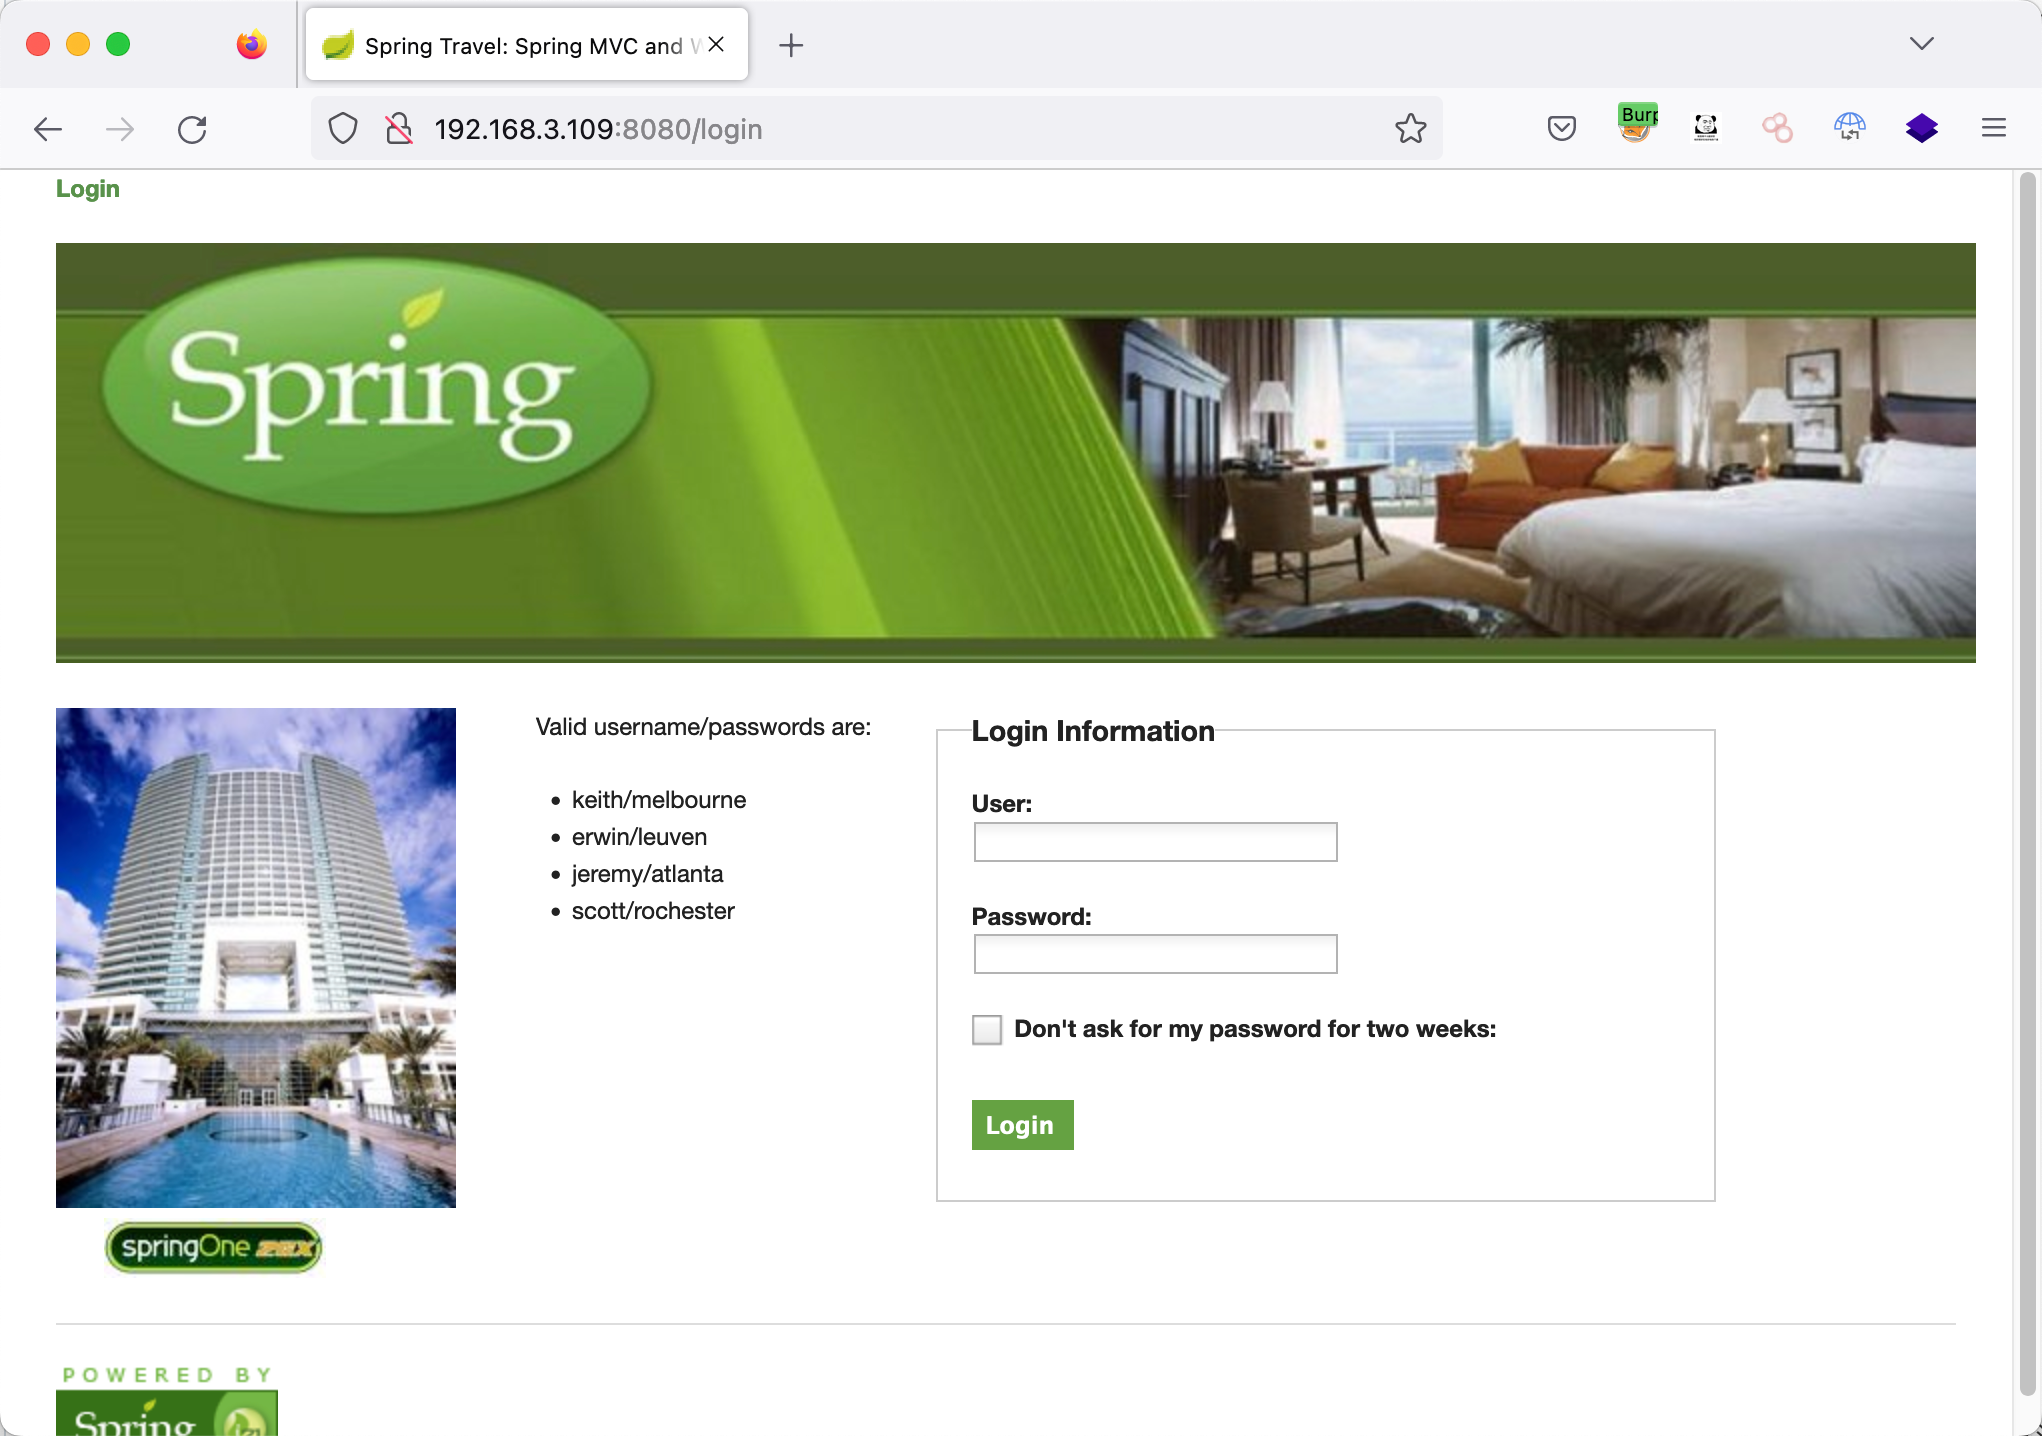 Spring Travel: Spring MVC and
192.168.3.109:8080/login
Burp
Login
Spring
Valid username/passwords are:
keith/melbourne
erwin/leuven
jeremy/atlanta
scott/rochester
Login Information
User:
Password:
Don't ask for my password for two weeks:
Login
springOne 2GX
POWERED BY
Spring